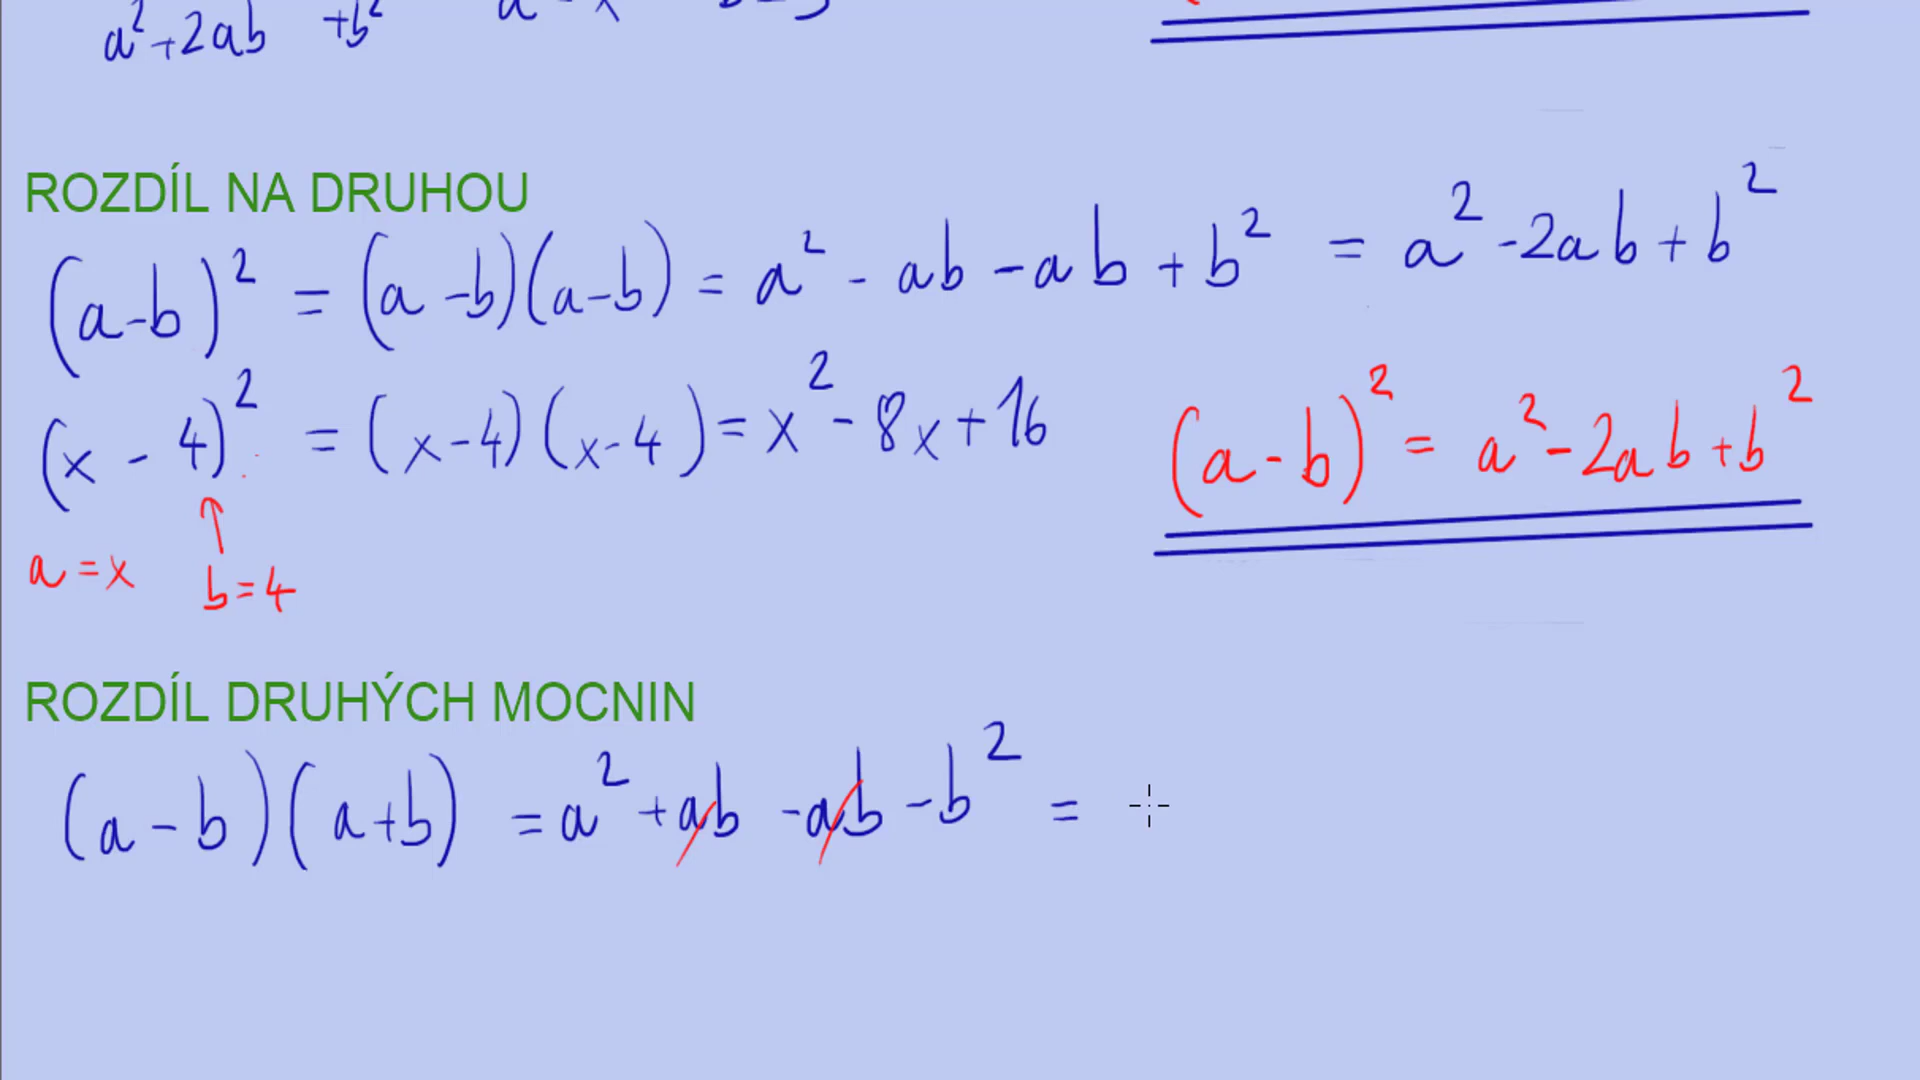 a²+2ab +b²
ROZDÍL NA DRUHOU
(a-b)² = (a-b)(a-b) = a² - ab - ab + b² = a² - 2ab + b²
(x - 4)² = (x-4)(x-4) = x² - 8x + 16
(a-b)² = a² - 2ab + b²
a = x
b = 4
ROZDÍL DRUHÝCH MOCNIN
(a-b)(a+b) = a² + ab - ab - b² =